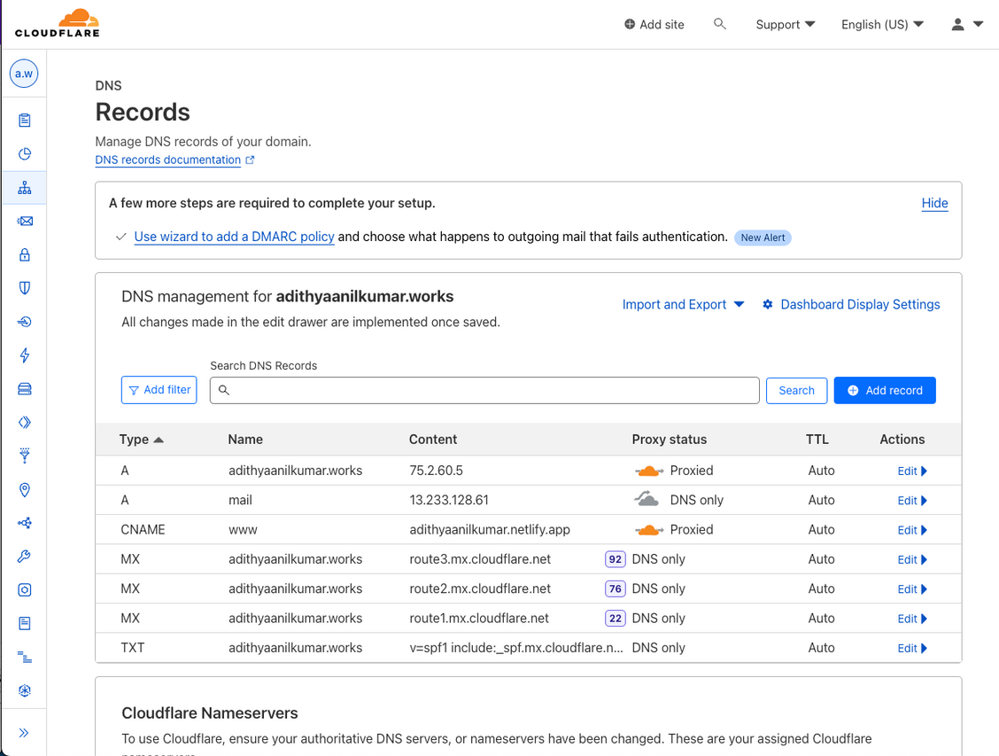 CLOUDFLARE
Add site
Support
English (US)
a.w
DNS
Records
Manage DNS records of your domain.
DNS records documentation
A few more steps are required to complete your setup.
Hide
Use wizard to add a DMARC policy and choose what happens to outgoing mail that fails authentication. New Alert
DNS management for adithyaanilkumar.works
Import and Export
Dashboard Display Settings
All changes made in the edit drawer are implemented once saved.
Search DNS Records
Add filter
Search
Add record
Type Name Content Proxy status TTL Actions
A adithyaanilkumar.works 75.2.60.5 Proxied Auto Edit
A mail 13.233.128.61 DNS only Auto Edit
CNAME www adithyaanilkumar.netlify.app Proxied Auto Edit
MX adithyaanilkumar.works route3.mx.cloudflare.net 92 DNS only Auto Edit
MX adithyaanilkumar.works route2.mx.cloudflare.net 76 DNS only Auto Edit
MX adithyaanilkumar.works route1.mx.cloudflare.net 22 DNS only Auto Edit
TXT adithyaanilkumar.works v=spf1 include:_spf.mx.cloudflare.n... DNS only Auto Edit
Cloudflare Nameservers
To use Cloudflare, ensure your authoritative DNS servers, or nameservers have been changed. These are your assigned Cloudflare